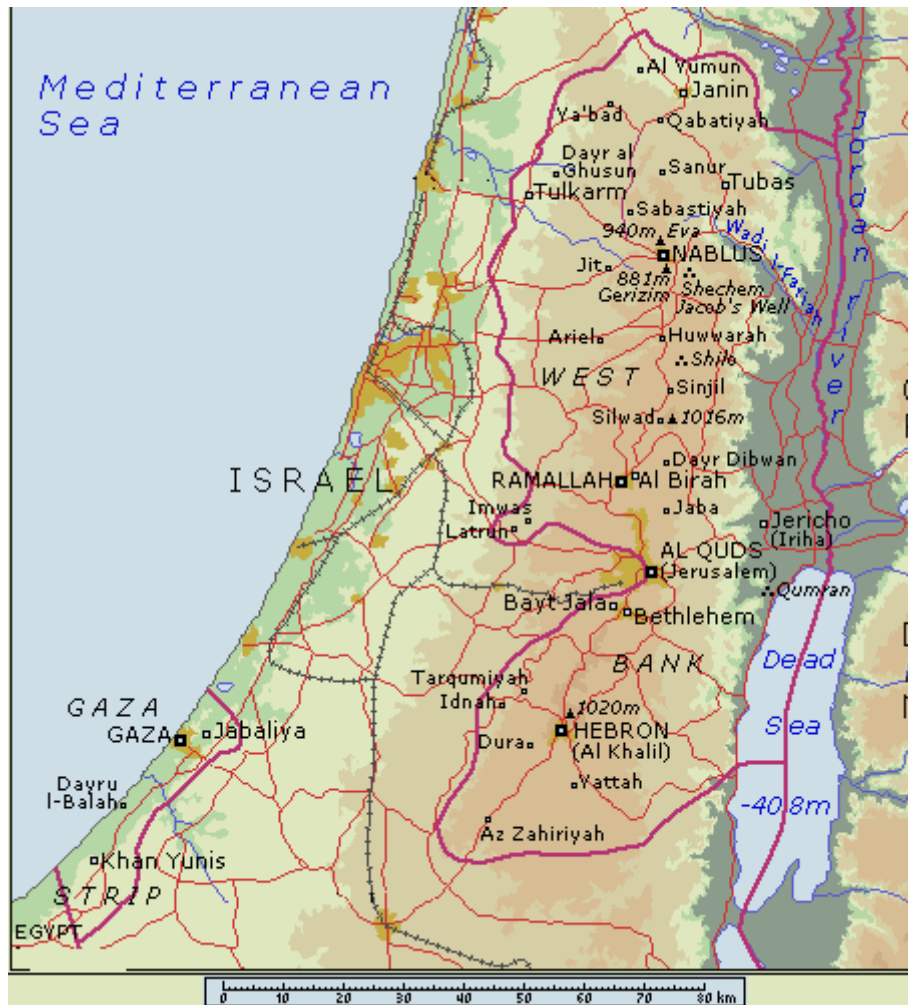 Mediterranean
Sea
Al Yumun
Janin
Ya'bad
Qabatiyah
Dayr al
Ghusun
Sanur
Tulkarm
Tubas
Sabastiyah
940m Eva
NABLUS
Wadi l-Fariah
Jordan river
Jit
881m
Gerizim
Shechem
Jacob's Well
Ariel
Huwwarah
Shilo
WEST
Sinjil
Silwad
1016m
Dayr Dibwan
ISRAEL
RAMALLAH
Al Birah
Imwas
Latrun
Jaba
Jericho
(Iriha)
AL QUDS
(Jerusalem)
Qumran
Bayt Jala
Bethlehem
BANK
Dead
Sea
-408m
Tarqumiyah
Idnah
1020m
HEBRON
(Al Khalil)
Dura
Yattah
Az Zahiriyah
GAZA
GAZA
Jabaliya
Dayru
l-Balah
Khan Yunis
STRIP
EGYPT
0 10 20 30 40 50 60 70 80 km